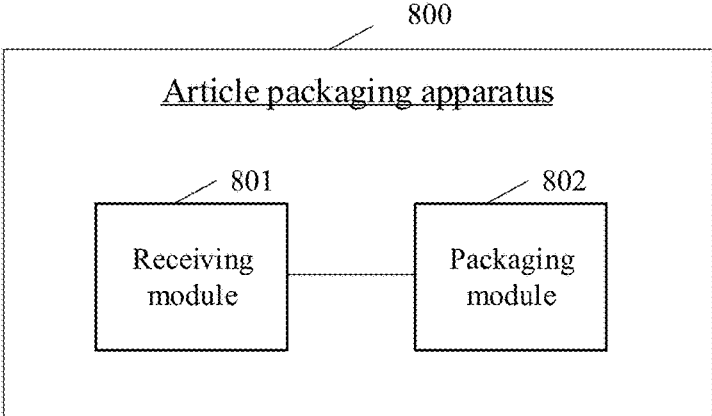 800
Article packaging apparatus
801
802
Receiving
module
Packaging
module